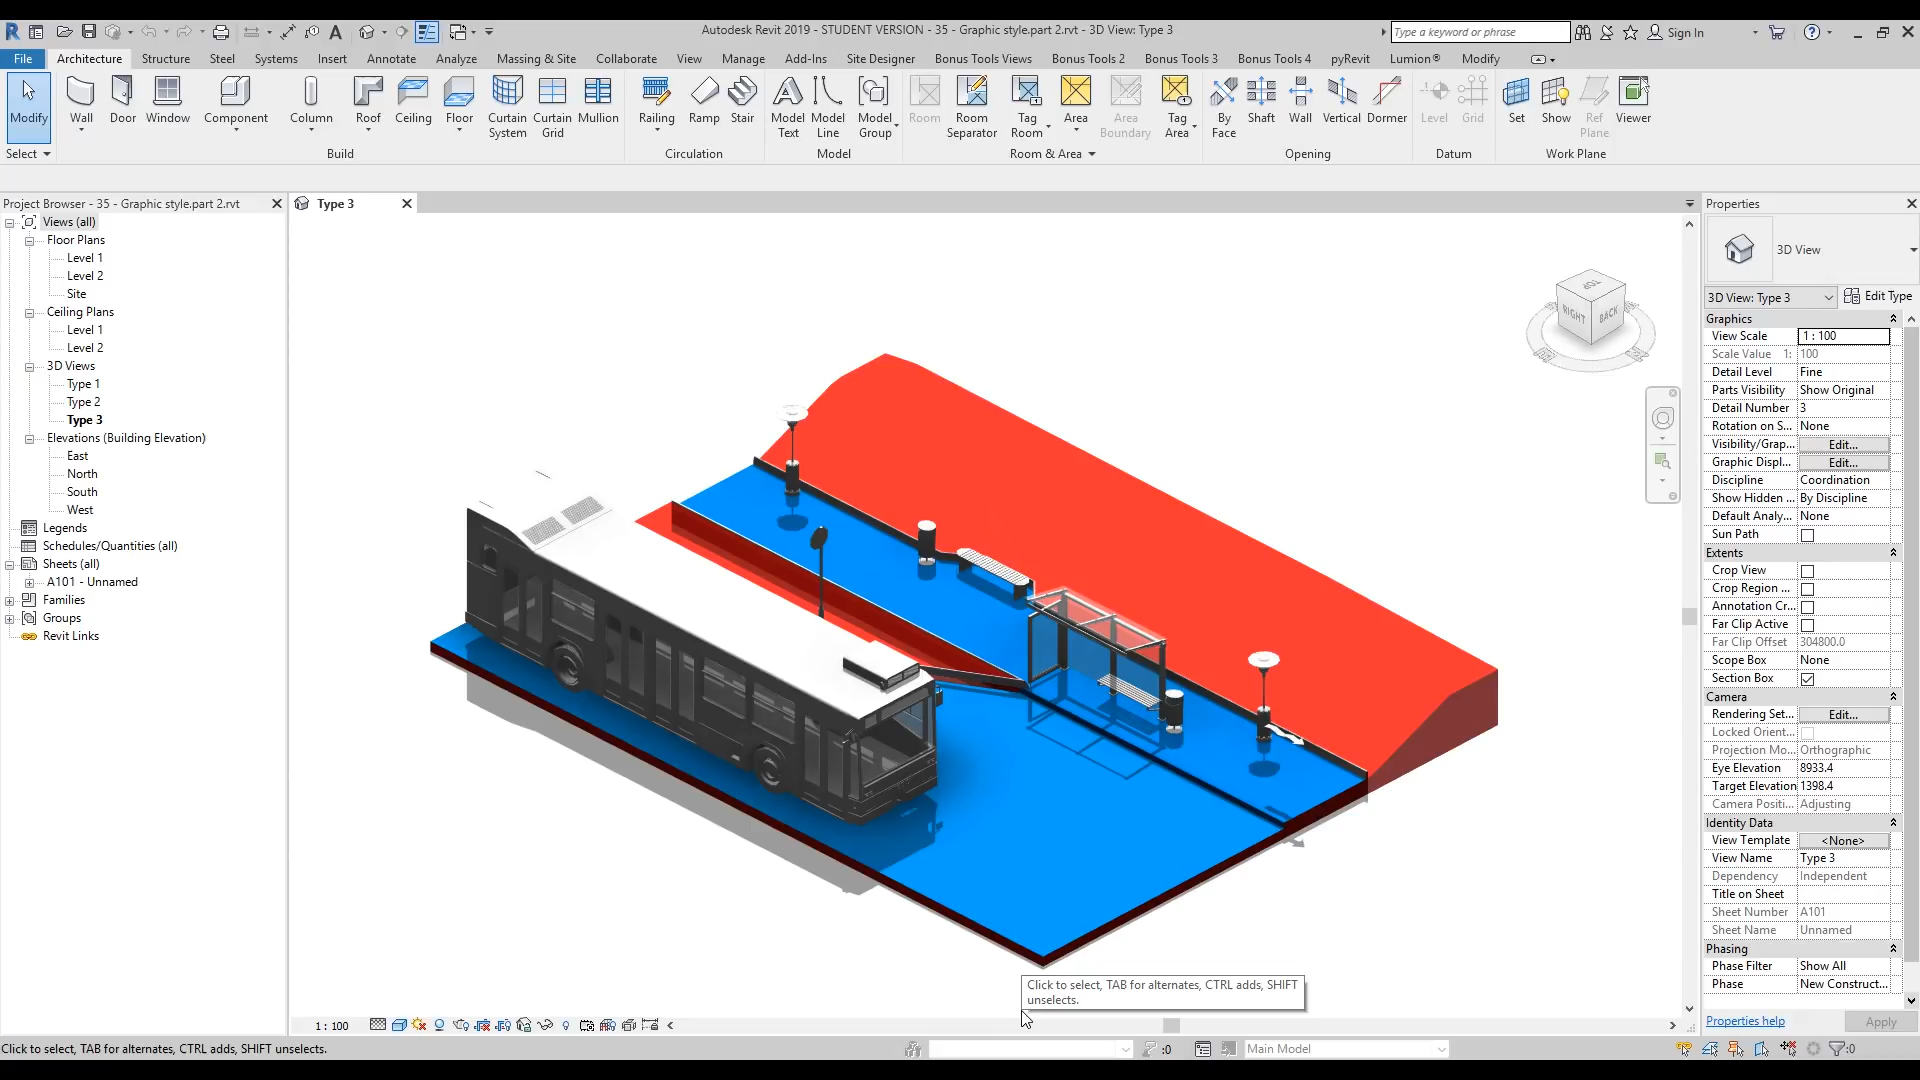 Autodesk Revit 2019 - STUDENT VERSION - 35 - Graphic style.part 2.rvt - 3D View: Type 3
Type a keyword or phrase
Sign In
File Architecture Structure Steel Systems Insert Annotate Analyze Massing & Site Collaborate View Manage Add-Ins Site Designer Bonus Tools Views Bonus Tools 2 Bonus Tools 3 Bonus Tools 4 pyRevit Lumion® Modify
Modify Wall Door Window Component Column Roof Ceiling Floor Curtain System Curtain Grid Mullion Railing Ramp Stair Model Text Model Line Model Group Room Room Separator Tag Room Area Area Boundary Tag Area By Face Shaft Wall Vertical Dormer Level Grid Set Show Ref Plane Viewer
Select Build Circulation Model Room & Area Opening Datum Work Plane
Project Browser - 35 - Graphic style.part 2.rvt
Views (all)
Floor Plans
Level 1
Level 2
Site
Ceiling Plans
Level 1
Level 2
3D Views
Type 1
Type 2
Type 3
Elevations (Building Elevation)
East
North
South
West
Legends
Schedules/Quantities (all)
Sheets (all)
A101 - Unnamed
Families
Groups
Revit Links
Type 3
TOP
RIGHT
BACK
Click to select, TAB for alternates, CTRL adds, SHIFT
unselects.
1 : 100
Properties
3D View
3D View: Type 3 Edit Type
Graphics
View Scale 1 : 100
Scale Value 1: 100
Detail Level Fine
Parts Visibility Show Original
Detail Number 3
Rotation on S... None
Visibility/Grap... Edit...
Graphic Displ... Edit...
Discipline Coordination
Show Hidden ... By Discipline
Default Analy... None
Sun Path
Extents
Crop View
Crop Region ...
Annotation Cr...
Far Clip Active
Far Clip Offset 304800.0
Scope Box None
Section Box
Camera
Rendering Set... Edit...
Locked Orient...
Projection Mo... Orthographic
Eye Elevation 8933.4
Target Elevation 1398.4
Camera Positi... Adjusting
Identity Data
View Template <None>
View Name Type 3
Dependency Independent
Title on Sheet
Sheet Number A101
Sheet Name Unnamed
Phasing
Phase Filter Show All
Phase New Construct...
Properties help Apply
Click to select, TAB for alternates, CTRL adds, SHIFT unselects.
:0
Main Model
:0